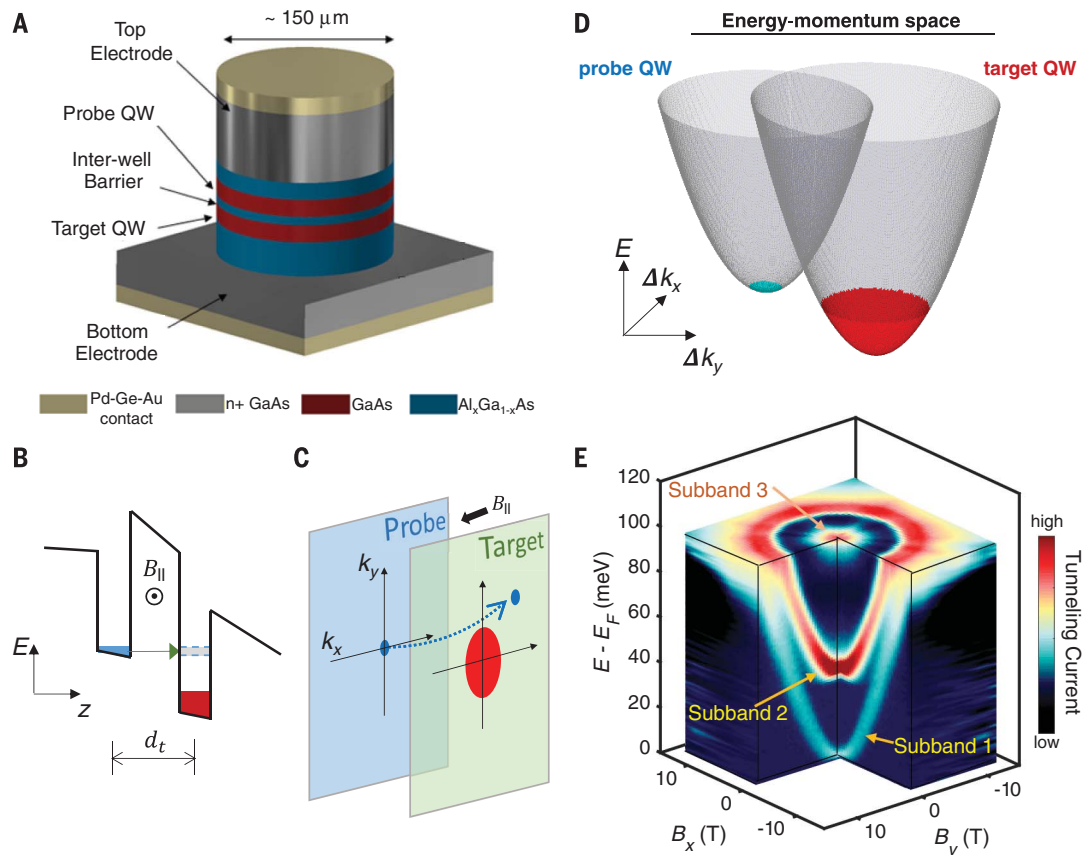 A
~ 150 μm
Top
Electrode
Probe QW
Inter-well
Barrier
Target QW
Bottom
Electrode
Pd-Ge-Au
contact
n+ GaAs
GaAs
AlxGa1-xAs
B
B||
E
z
dt
C
B||
Probe
Target
ky
kx
D
Energy-momentum space
probe QW
target QW
E
Δkx
Δky
E
120
100
80
60
40
20
0
E - EF (meV)
Subband 3
Subband 2
Subband 1
high
Tunneling Current
low
10
0
-10
Bx (T)
10
0
-10
By (T)